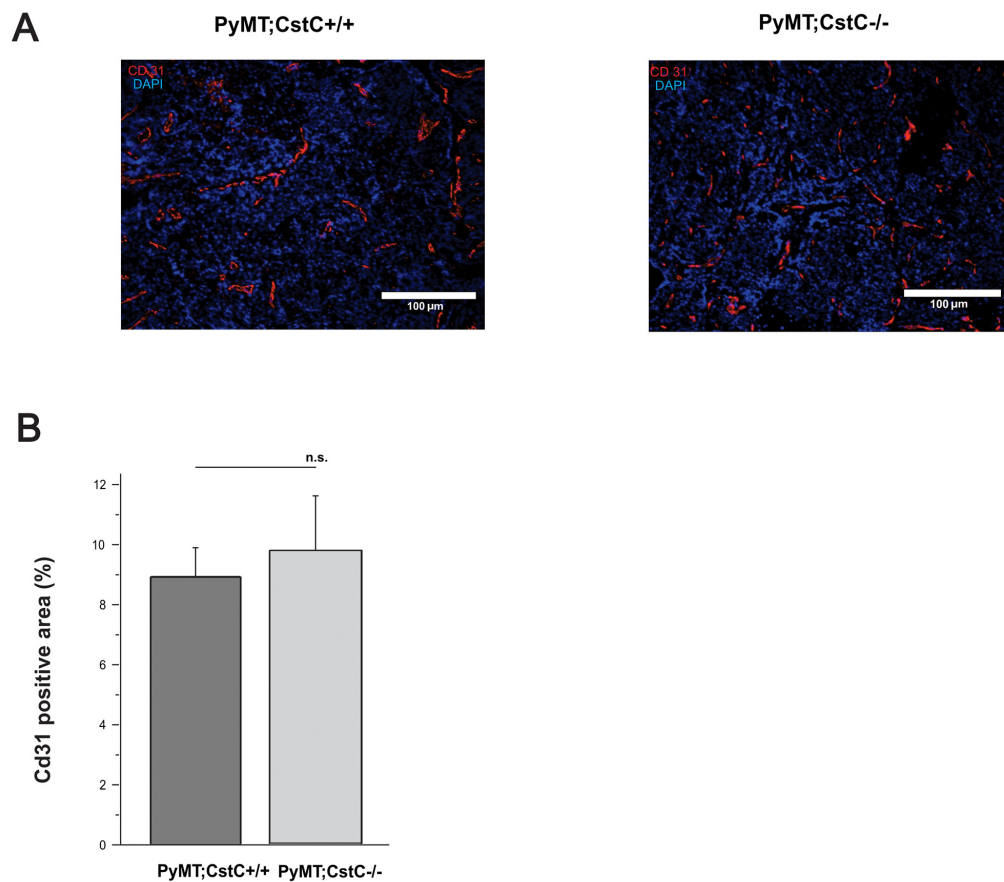 A
PyMT;CstC+/+
PyMT;CstC-/-
CD 31
DAPI
100 µm
CD 31
DAPI
100 µm
B
n.s.
12
10
8
6
4
2
0
Cd31 positive area (%)
PyMT;CstC+/+
PyMT;CstC-/-